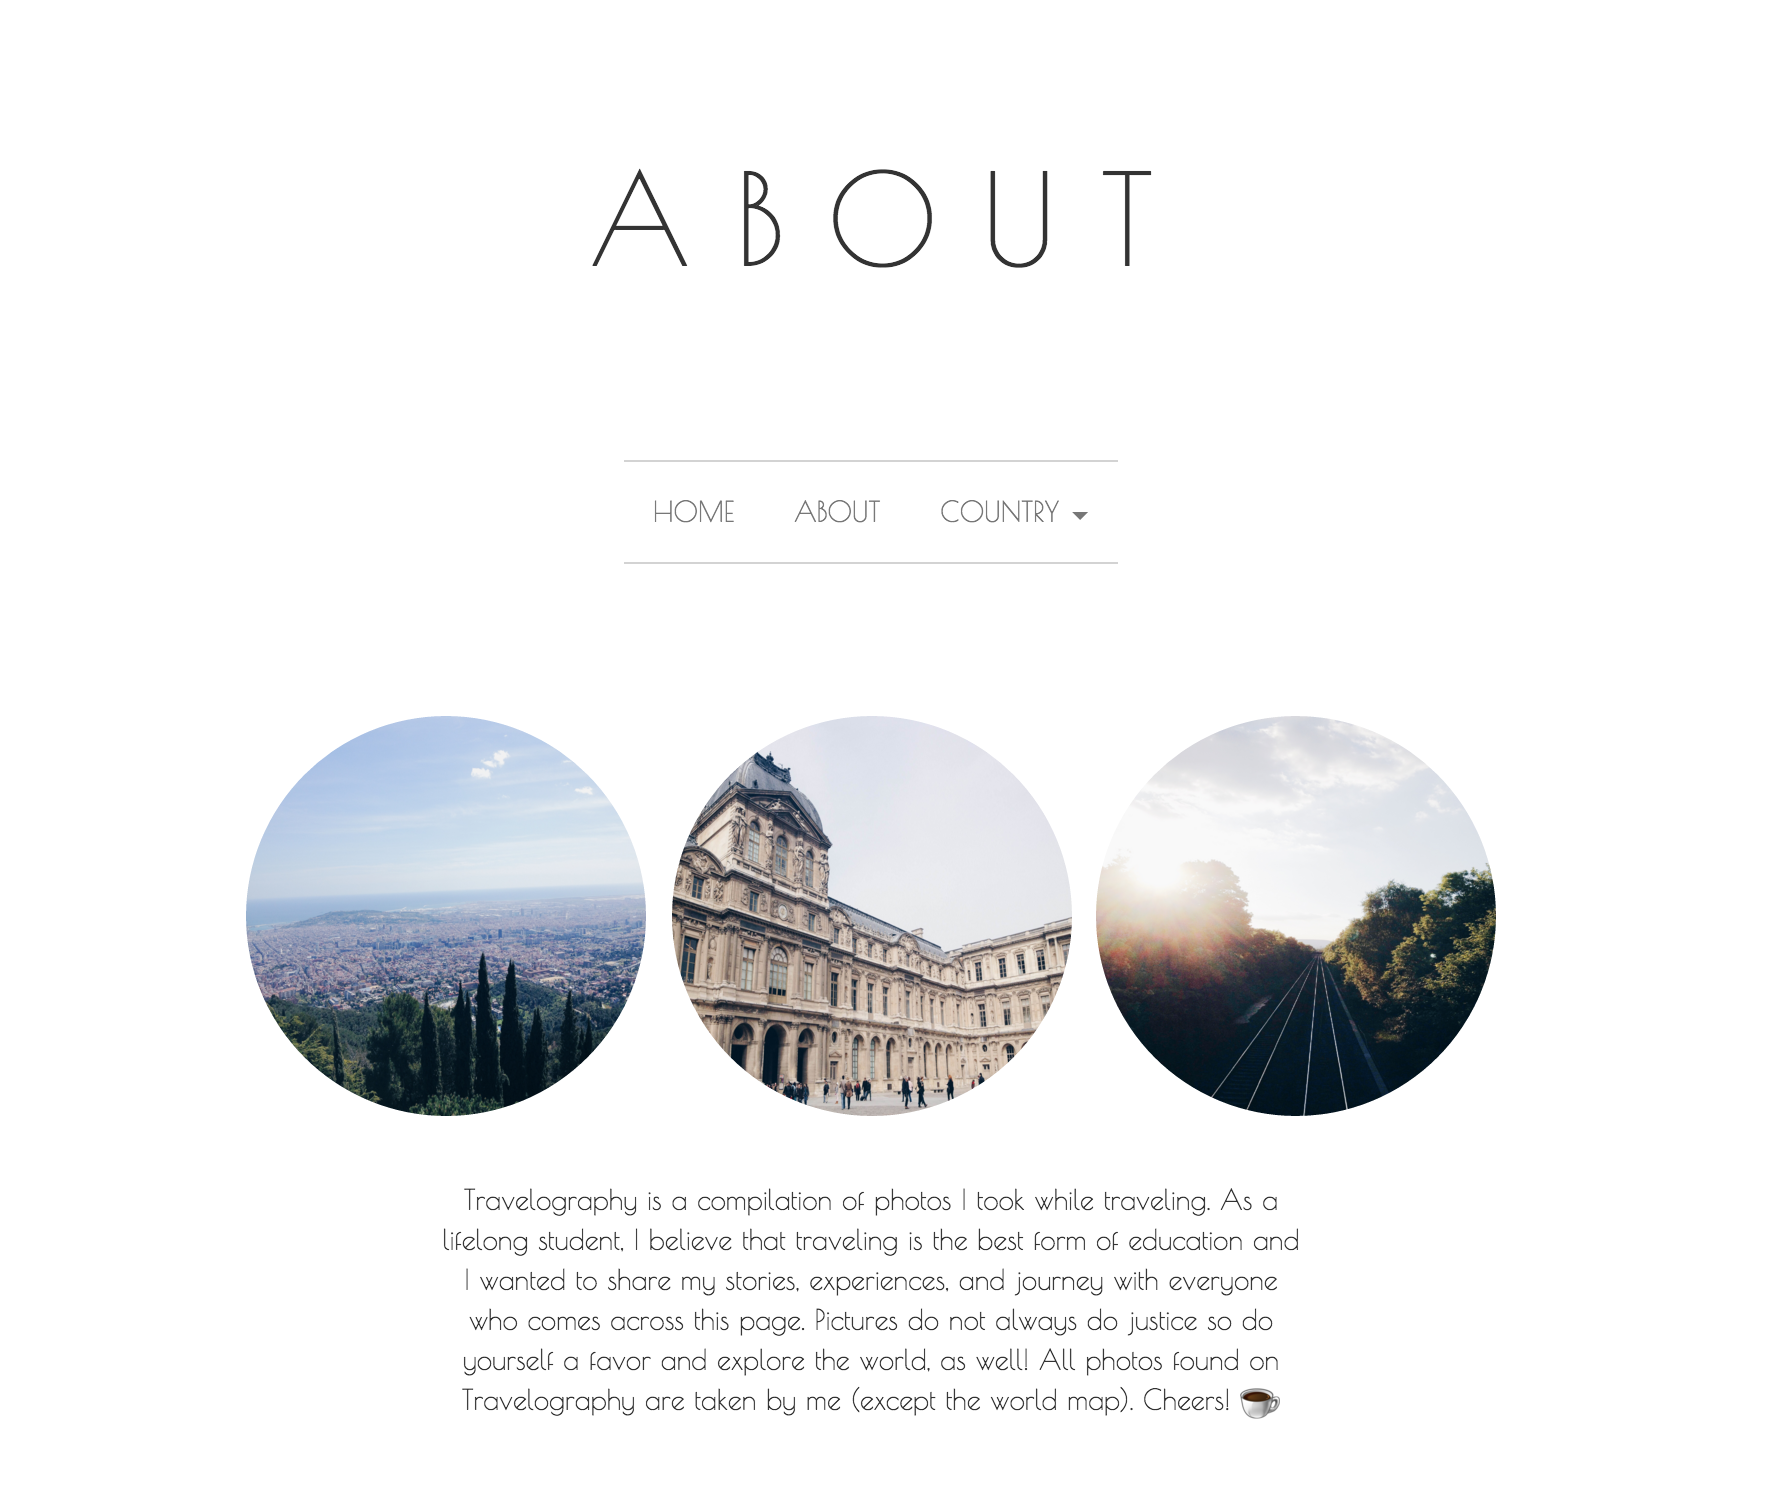 ABOUT
HOME ABOUT COUNTRY
Travelography is a compilation of photos I took while traveling. As a
lifelong student, I believe that traveling is the best form of education and
I wanted to share my stories, experiences, and journey with everyone
who comes across this page. Pictures do not always do justice so do
yourself a favor and explore the world, as well! All photos found on
Travelography are taken by me (except the world map). Cheers! ☕